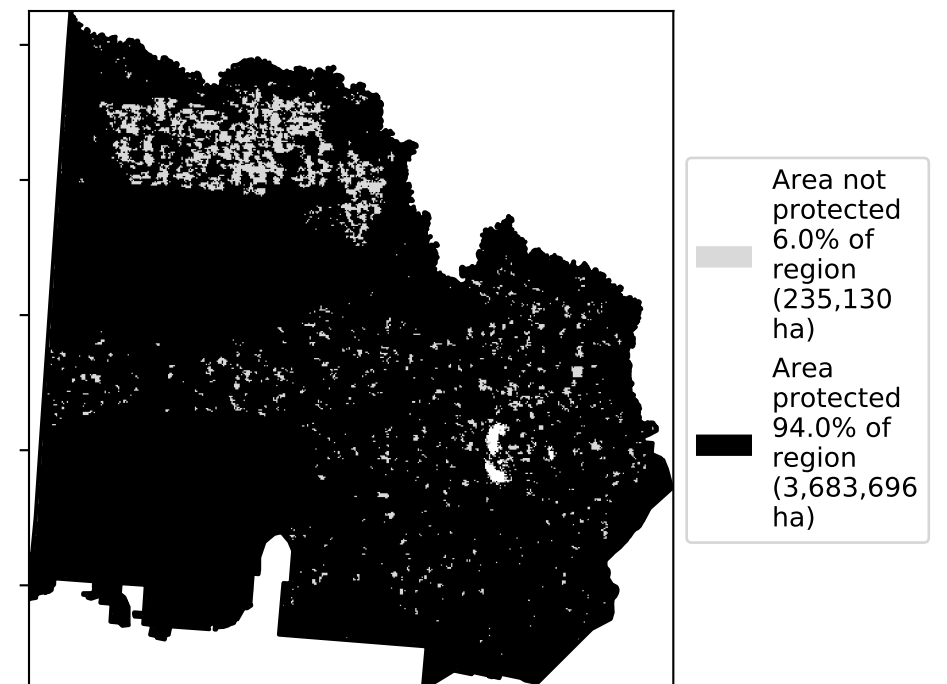 Area not
protected
6.0% of
region
(235,130
ha)
Area
protected
94.0% of
region
(3,683,696
ha)